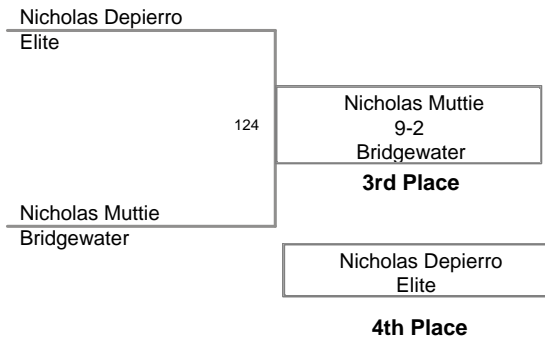 Nicholas Depierro
Elite
124
Nicholas Muttie
9-2
Bridgewater
3rd Place
Nicholas Muttie
Bridgewater
Nicholas Depierro
Elite
4th Place